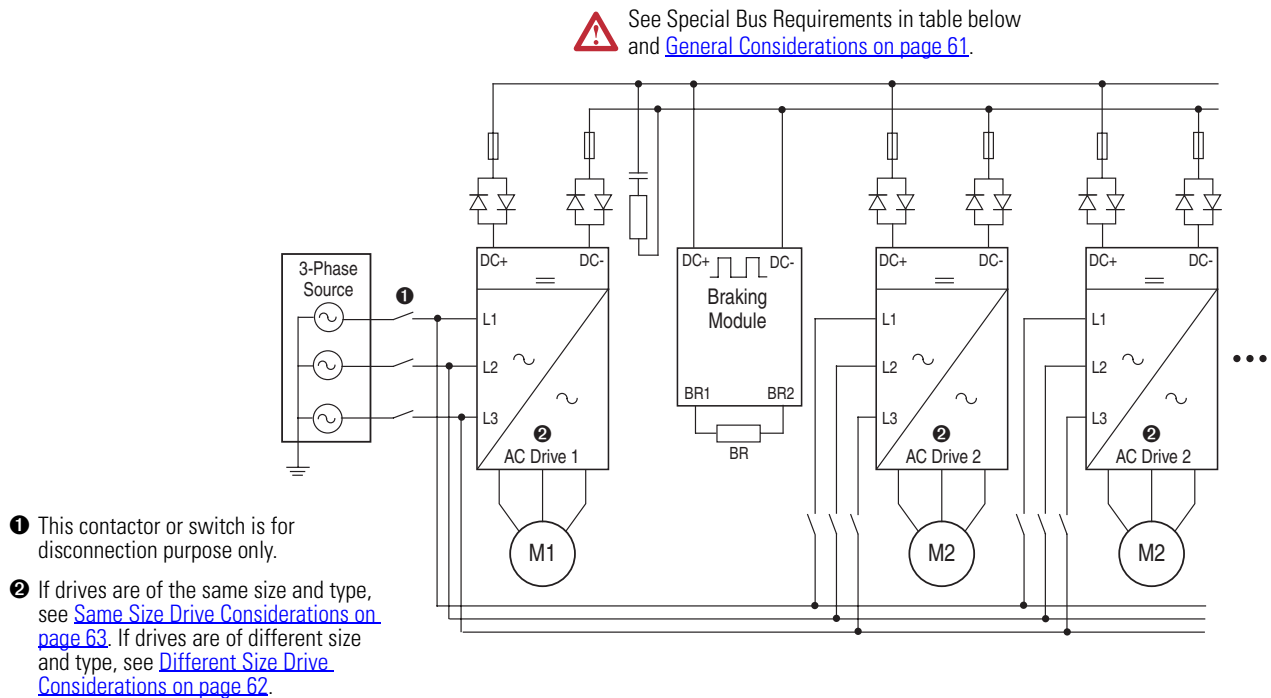 See Special Bus Requirements in table below
and General Considerations on page 61.
3-Phase
Source
❶
DC+ DC-
L1
L2
L3
❷
AC Drive 1
M1
DC+ DC-
Braking
Module
BR1 BR2
BR
DC+ DC-
L1
L2
L3
❷
AC Drive 2
M2
DC+ DC-
L1
L2
L3
❷
AC Drive 2
M2
•••
❶ This contactor or switch is for
disconnection purpose only.
❷ If drives are of the same size and type,
see Same Size Drive Considerations on
page 63. If drives are of different size
and type, see Different Size Drive
Considerations on page 62.